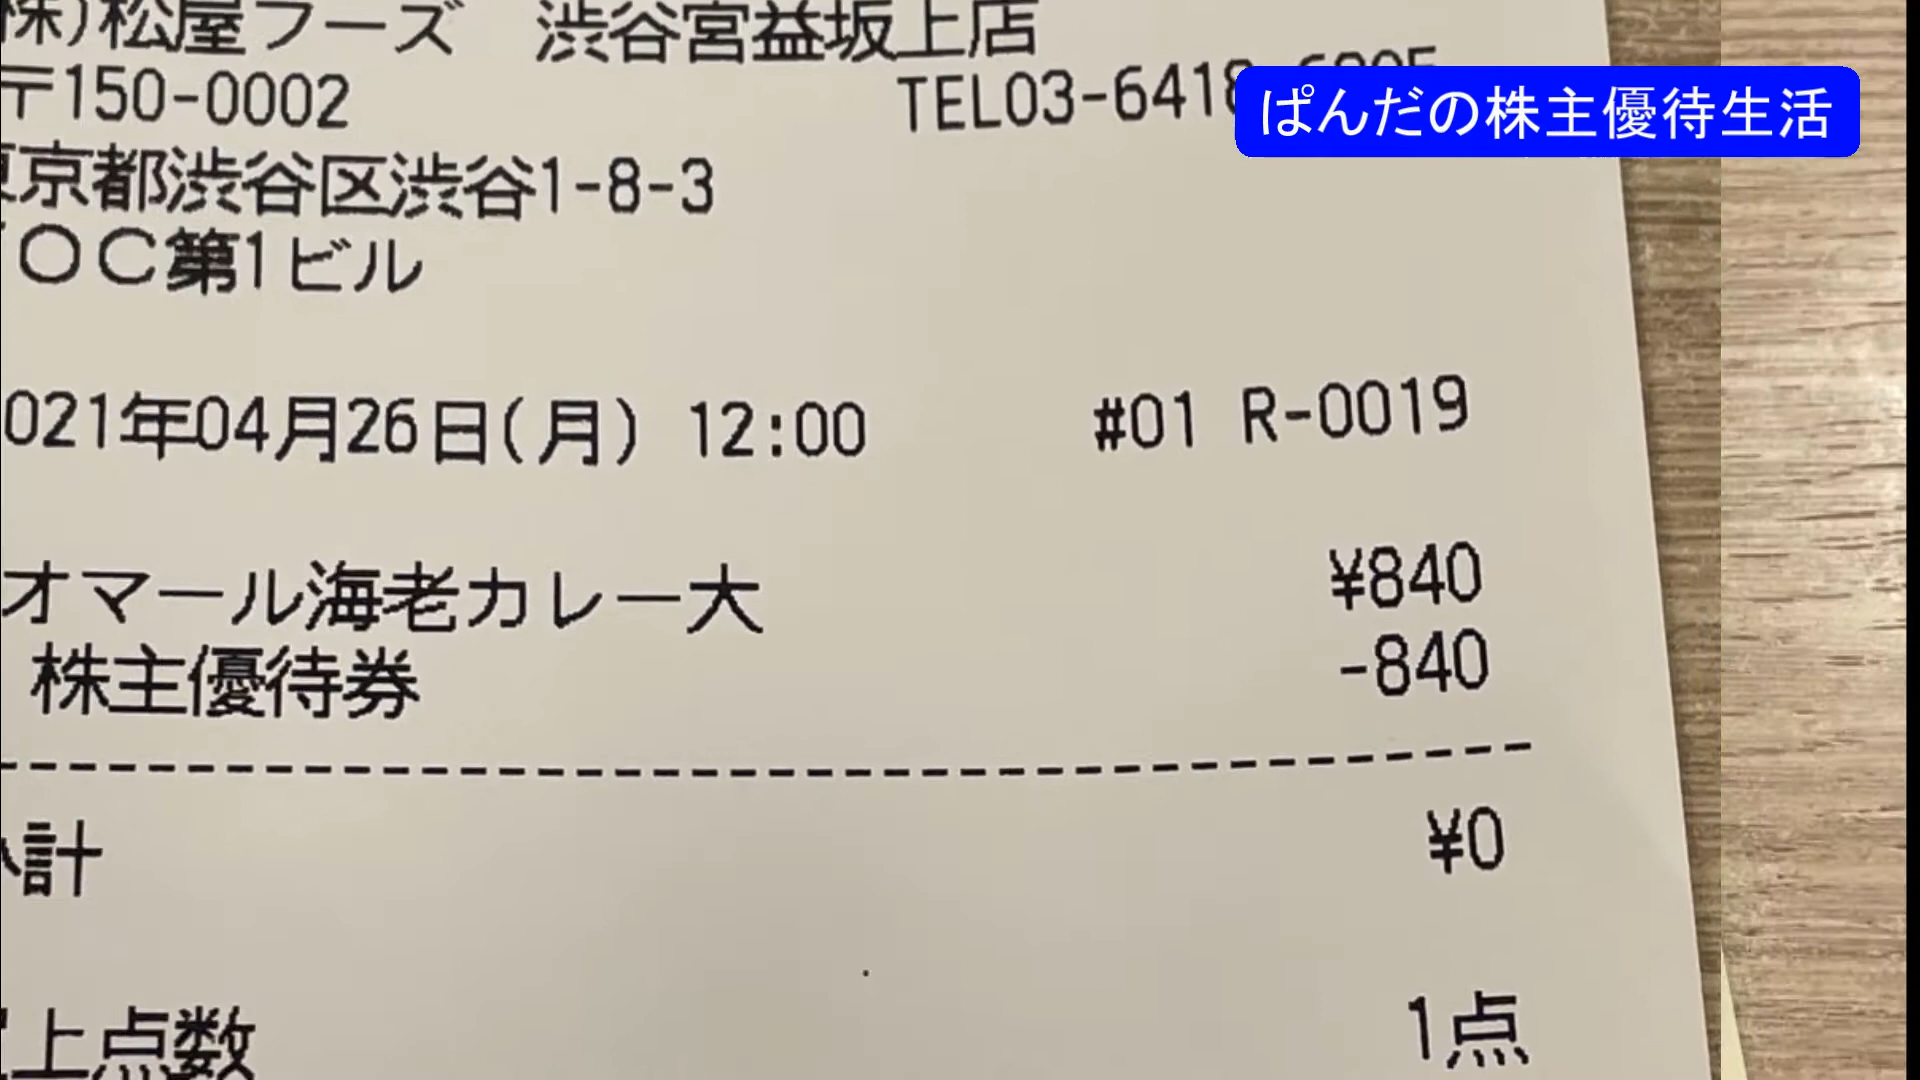 株)松屋フーズ 渋谷宮益坂上店
〒150-0002 TEL03-6418
ぱんだの株主優待生活
東京都渋谷区渋谷1-8-3
OC第1ビル
021年04月26日(月) 12:00 #01 R-0019
オマール海老カレー大 ¥840
株主優待券 -840
小計 ¥0
上点数 1点